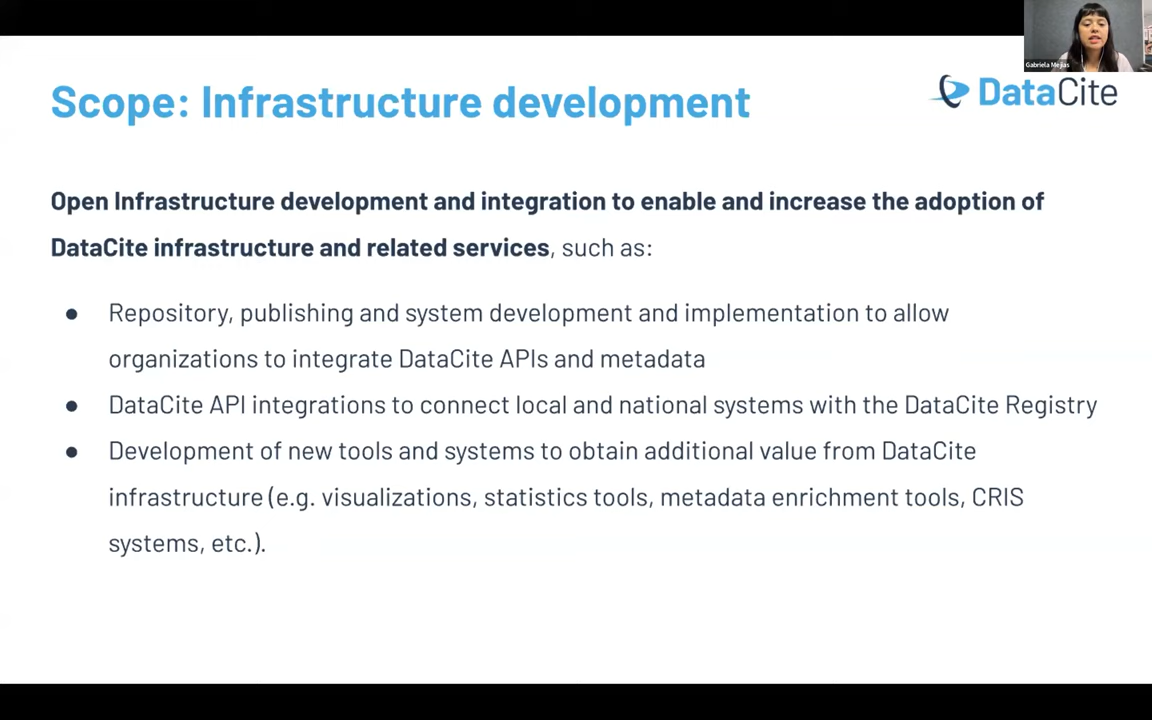 Gabriela Mejias
Scope: Infrastructure development
DataCite
Open Infrastructure development and integration to enable and increase the adoption of
DataCite infrastructure and related services, such as:
● Repository, publishing and system development and implementation to allow
organizations to integrate DataCite APIs and metadata
● DataCite API integrations to connect local and national systems with the DataCite Registry
● Development of new tools and systems to obtain additional value from DataCite
infrastructure (e.g. visualizations, statistics tools, metadata enrichment tools, CRIS
systems, etc.).